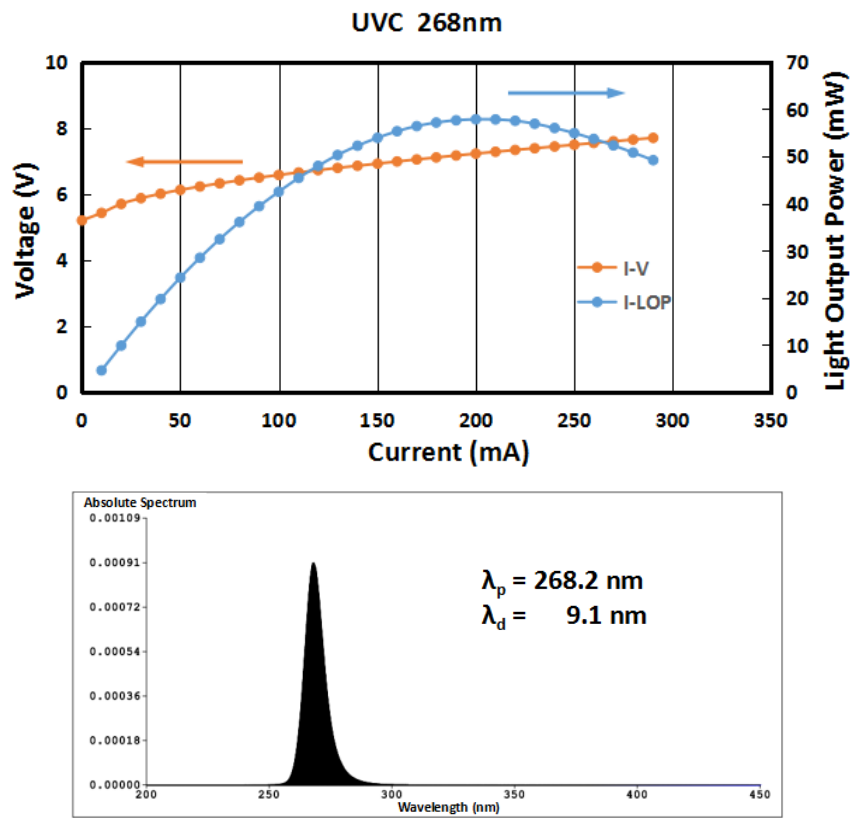 UVC 268nm
10
8
6
4
2
0
Voltage (V)
70
60
50
40
30
20
10
0
Light Output Power (mW)
I-V
I-LOP
0 50 100 150 200 250 300 350
Current (mA)
Absolute Spectrum
0.00109
0.00091
0.00072
0.00054
0.00036
0.00018
0.00000
λp = 268.2 nm
λd = 9.1 nm
200 250 300 350 400 450
Wavelength (nm)